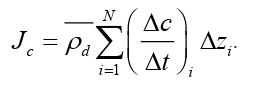 $J_c = \overline{\rho_d} \sum_{i=1}^{N} \left( \frac{\Delta c}{\Delta t} \right)_i \Delta z_i.$